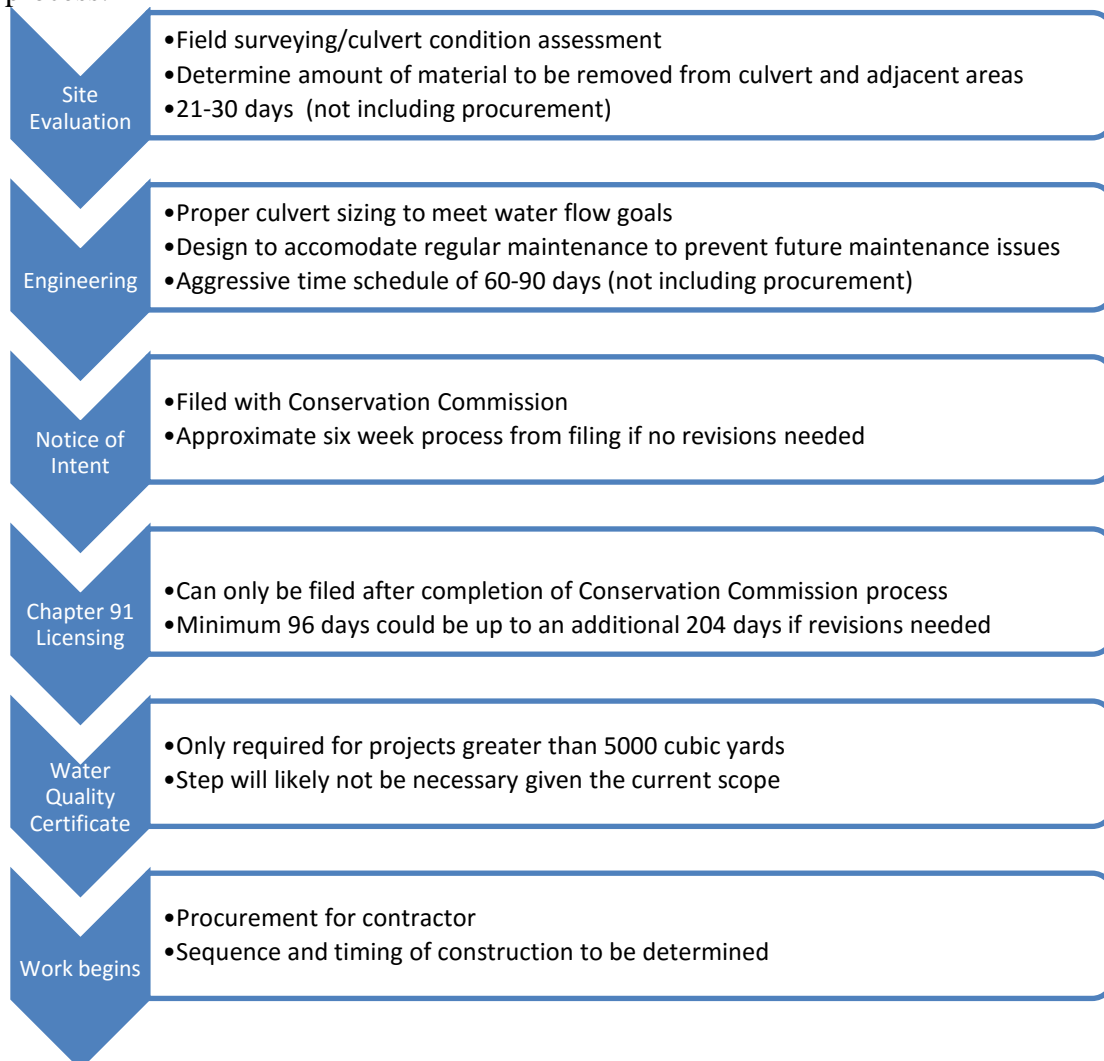 process.
Site
Evaluation
•Field surveying/culvert condition assessment
•Determine amount of material to be removed from culvert and adjacent areas
•21-30 days  (not including procurement)
Engineering
•Proper culvert sizing to meet water flow goals
•Design to accomodate regular maintenance to prevent future maintenance issues
•Aggressive time schedule of 60-90 days (not including procurement)
Notice of
Intent
•Filed with Conservation Commission
•Approximate six week process from filing if no revisions needed
Chapter 91
Licensing
•Can only be filed after completion of Conservation Commission process
•Minimum 96 days could be up to an additional 204 days if revisions needed
Water
Quality
Certificate
•Only required for projects greater than 5000 cubic yards
•Step will likely not be necessary given the current scope
Work begins
•Procurement for contractor
•Sequence and timing of construction to be determined